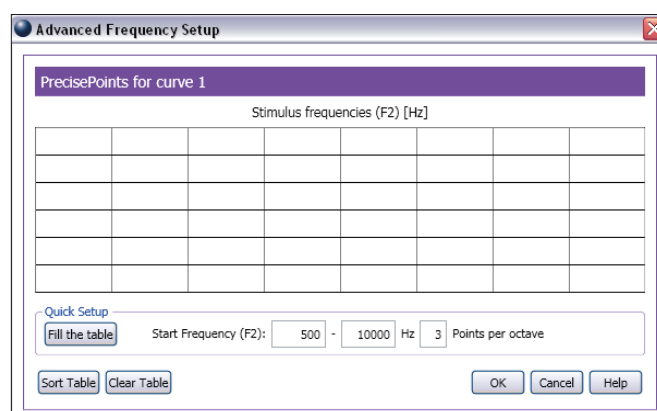 Advanced Frequency Setup
PrecisePoints for curve 1
Stimulus frequencies (F2) [Hz]
Quick Setup
Fill the table Start Frequency (F2): 500 - 10000 Hz 3 Points per octave
Sort Table Clear Table OK Cancel Help